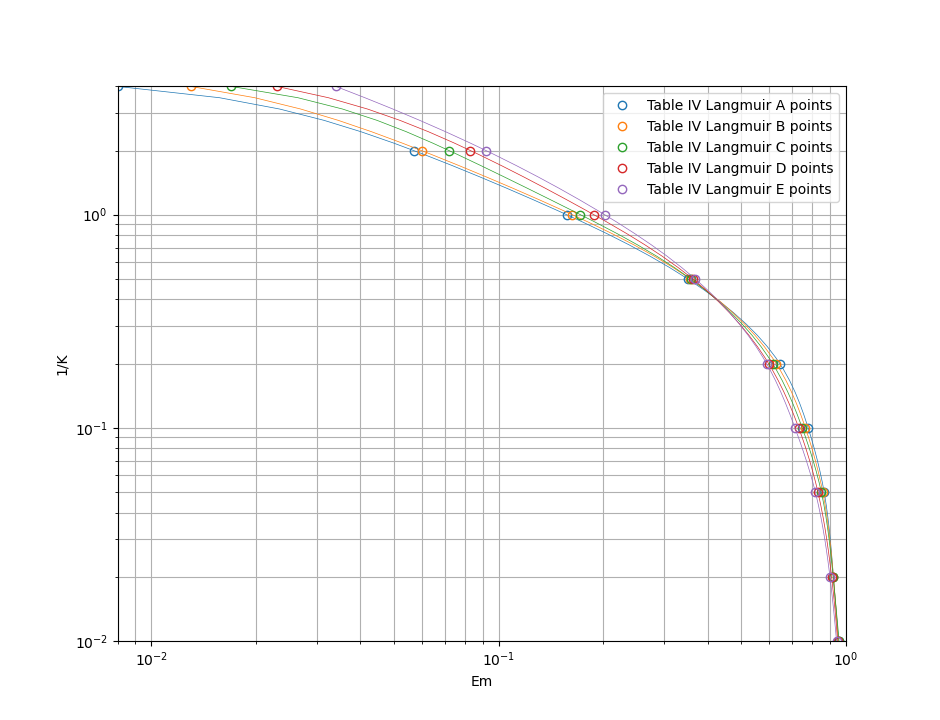 Table IV Langmuir A points
Table IV Langmuir B points
Table IV Langmuir C points
Table IV Langmuir D points
Table IV Langmuir E points
10⁰
10⁻¹
10⁻²
1/K
10⁻² 10⁻¹ 10⁰
Em